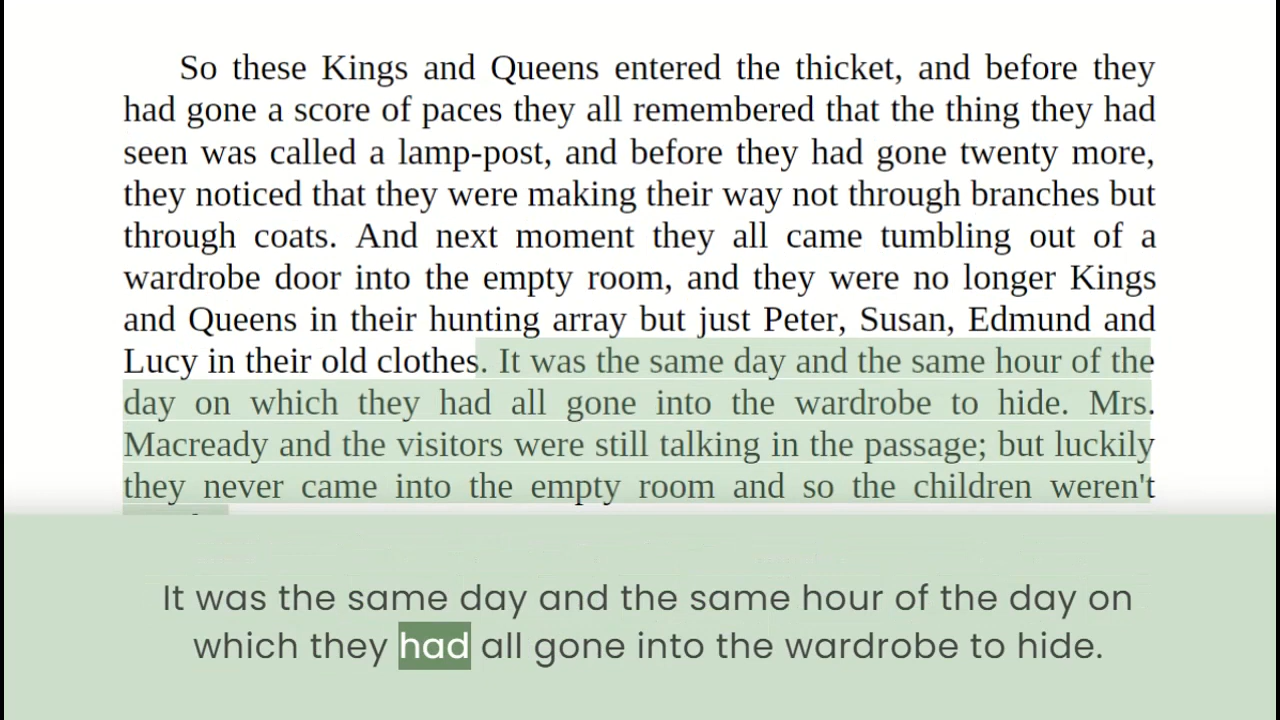 So these Kings and Queens entered the thicket, and before they
had gone a score of paces they all remembered that the thing they had
seen was called a lamp-post, and before they had gone twenty more,
they noticed that they were making their way not through branches but
through coats. And next moment they all came tumbling out of a
wardrobe door into the empty room, and they were no longer Kings
and Queens in their hunting array but just Peter, Susan, Edmund and
Lucy in their old clothes. It was the same day and the same hour of the
day on which they had all gone into the wardrobe to hide. Mrs.
Macready and the visitors were still talking in the passage; but luckily
they never came into the empty room and so the children weren't
It was the same day and the same hour of the day on
which they had all gone into the wardrobe to hide.